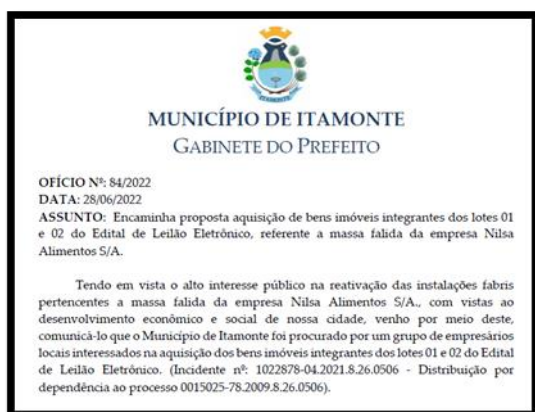 ITAMONTE
MUNICÍPIO DE ITAMONTE
GABINETE DO PREFEITO
OFÍCIO Nº: 84/2022
DATA: 28/06/2022
ASSUNTO: Encaminha proposta aquisição de bens imóveis integrantes dos lotes 01
e 02 do Edital de Leilão Eletrônico, referente a massa falida da empresa Nilsa
Alimentos S/A.
Tendo em vista o alto interesse público na reativação das instalações fabris
pertencentes a massa falida da empresa Nilsa Alimentos S/A., com vistas ao
desenvolvimento econômico e social de nossa cidade, venho por meio deste,
comunicá-lo que o Município de Itamonte foi procurado por um grupo de empresários
locais interessados na aquisição dos bens imóveis integrantes dos lotes 01 e 02 do Edital
de Leilão Eletrônico. (Incidente nº: 1022878-04.2021.8.26.0506 - Distribuição por
dependência ao processo 0015025-78.2009.8.26.0506).